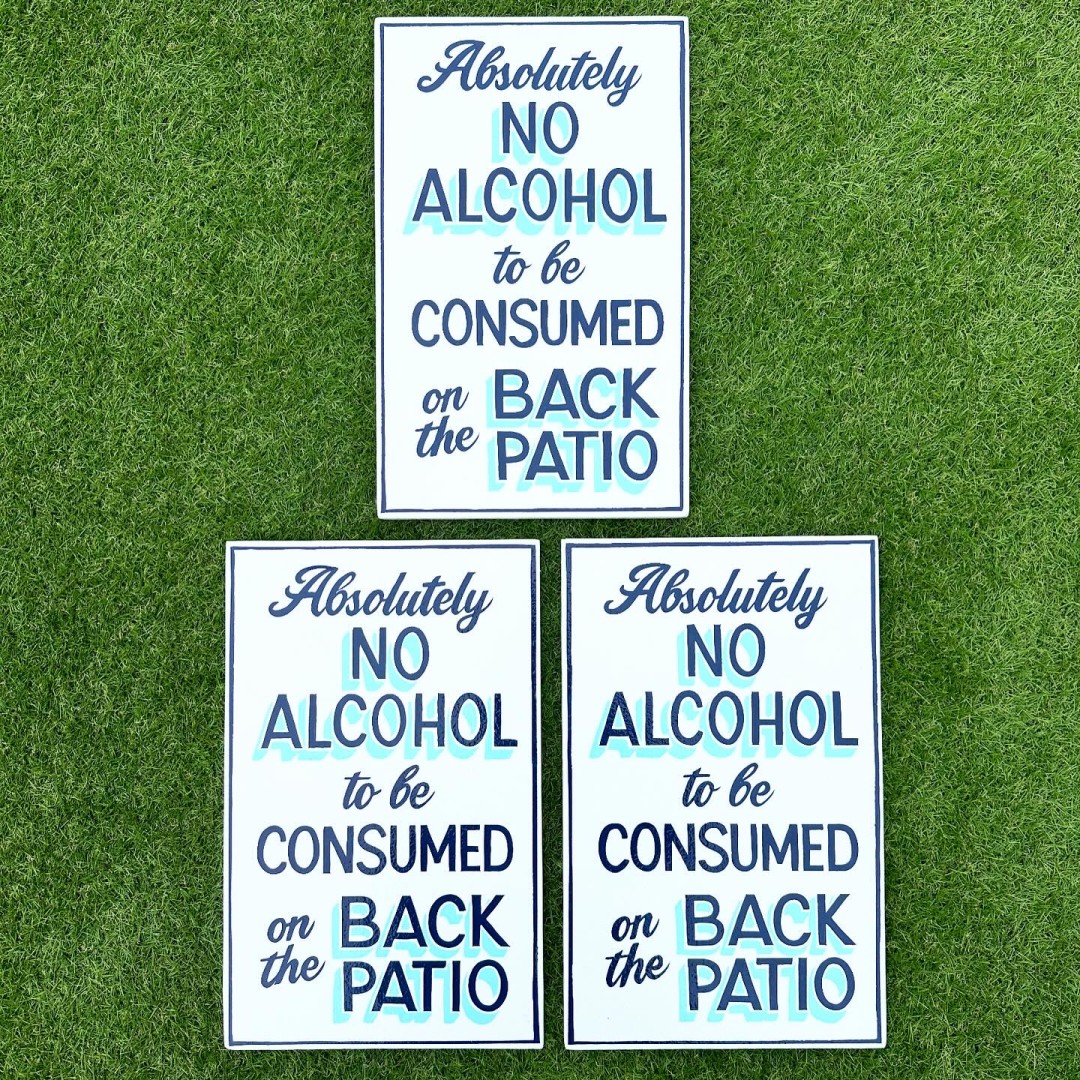 Absolutely
NO
ALCOHOL
to be
CONSUMED
on the BACK
PATIO
Absolutely
NO
ALCOHOL
to be
CONSUMED
on the BACK
PATIO
Absolutely
NO
ALCOHOL
to be
CONSUMED
on the BACK
PATIO